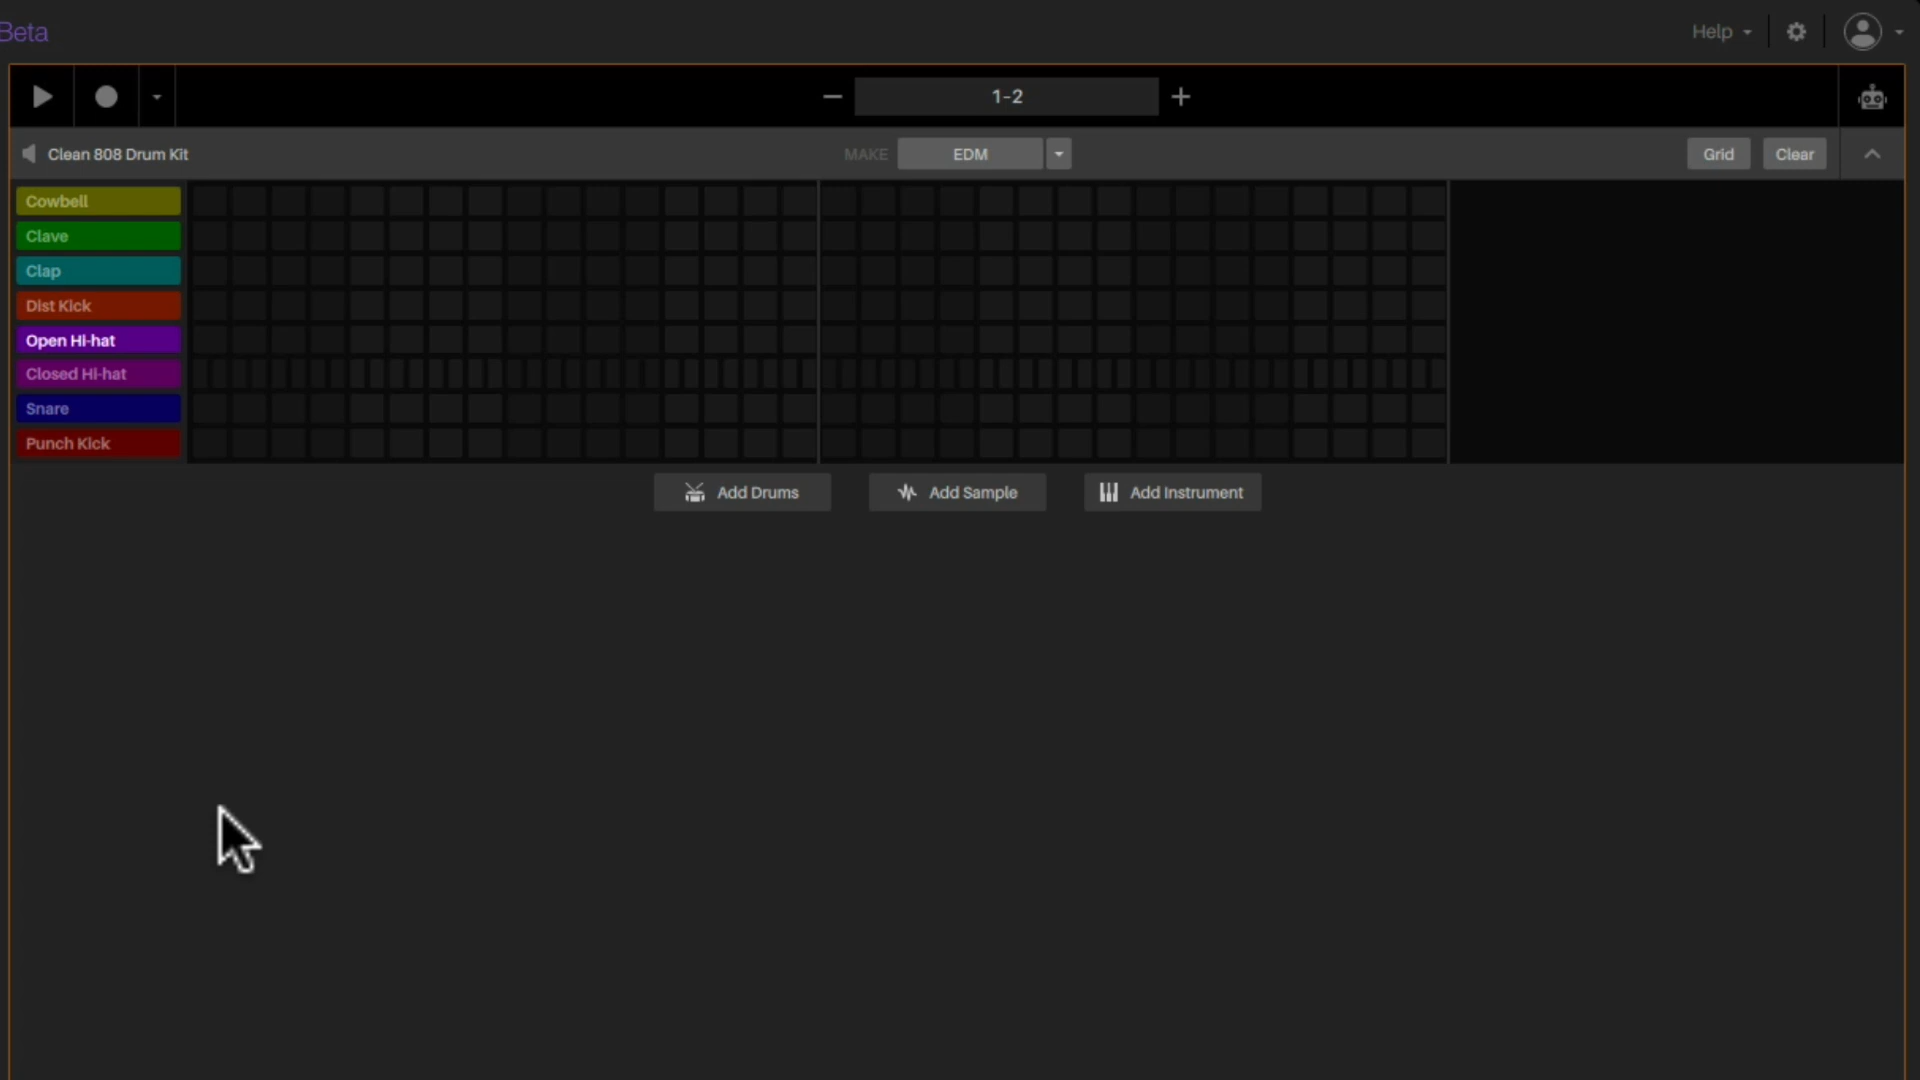 Beta
Help
1-2
Clean 808 Drum Kit
MAKE
EDM
Grid
Clear
Cowbell
Clave
Clap
Dist Kick
Open Hi-hat
Closed Hi-hat
Snare
Punch Kick
Add Drums
Add Sample
Add Instrument